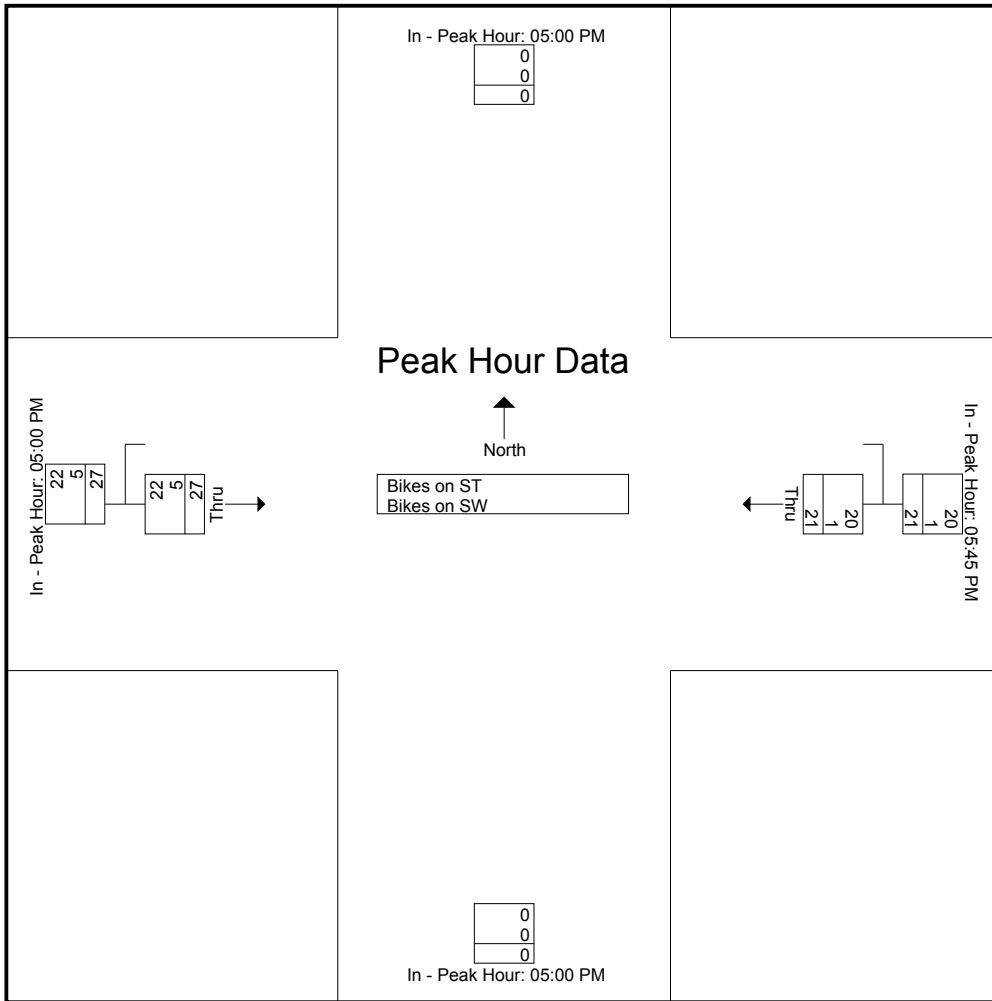 In - Peak Hour: 05:00 PM
0
0
0
Peak Hour Data
North
Bikes on ST
Bikes on SW
In - Peak Hour: 05:00 PM
22
5
27
22
5
27
Thru
Thru
20
1
21
20
1
21
In - Peak Hour: 05:45 PM
0
0
0
In - Peak Hour: 05:00 PM